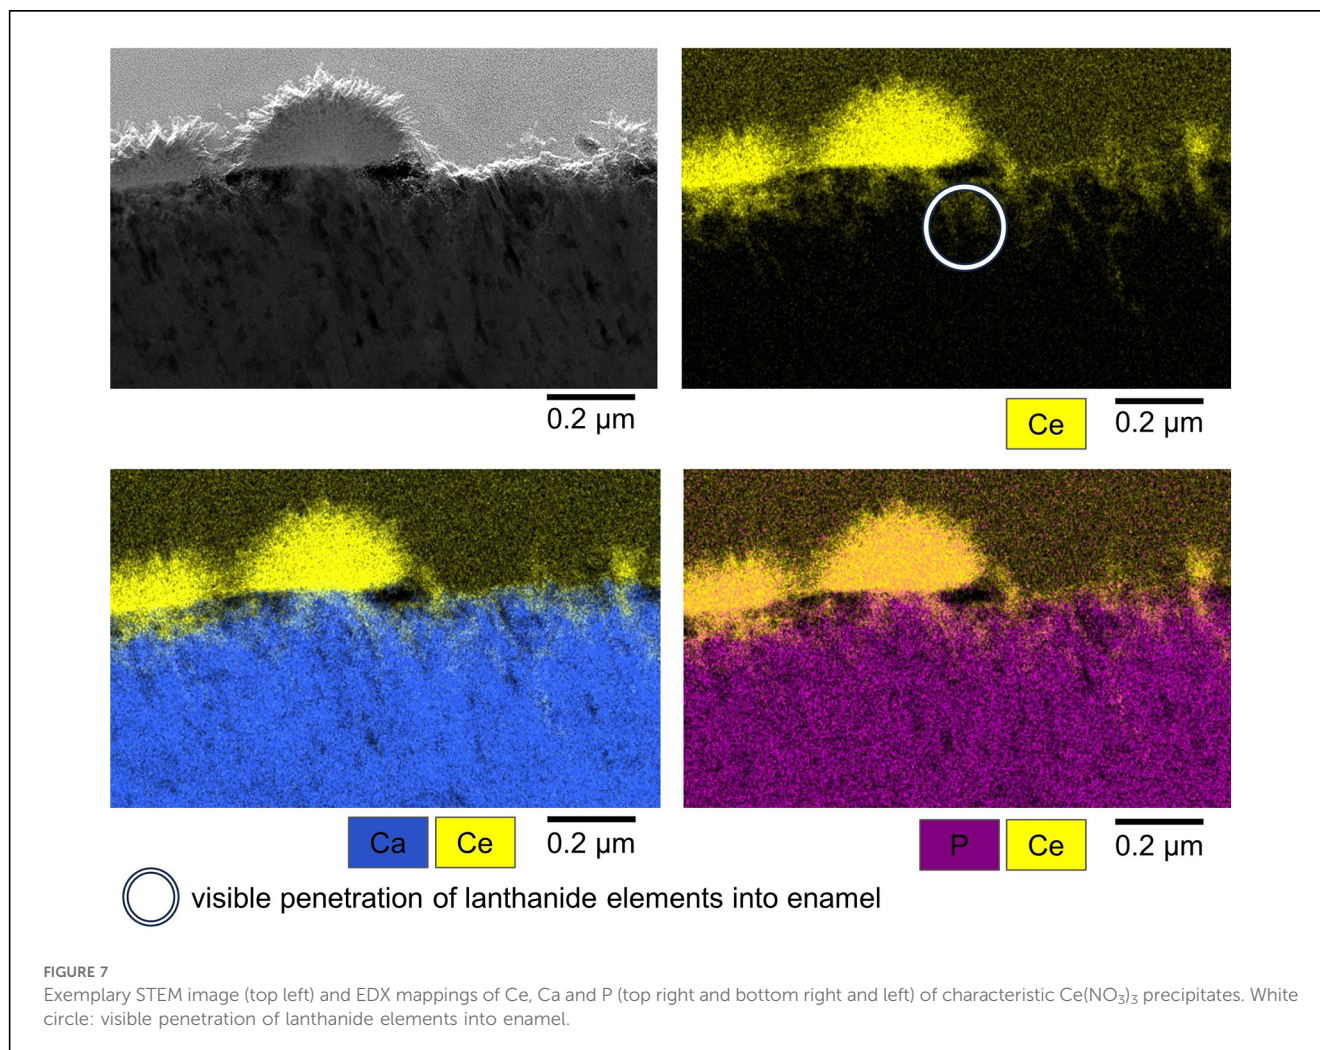 0.2 µm
Ce 0.2 µm
Ca Ce 0.2 µm
P Ce 0.2 µm
visible penetration of lanthanide elements into enamel
FIGURE 7
Exemplary STEM image (top left) and EDX mappings of Ce, Ca and P (top right and bottom right and left) of characteristic Ce(NO₃)₃ precipitates. White
circle: visible penetration of lanthanide elements into enamel.